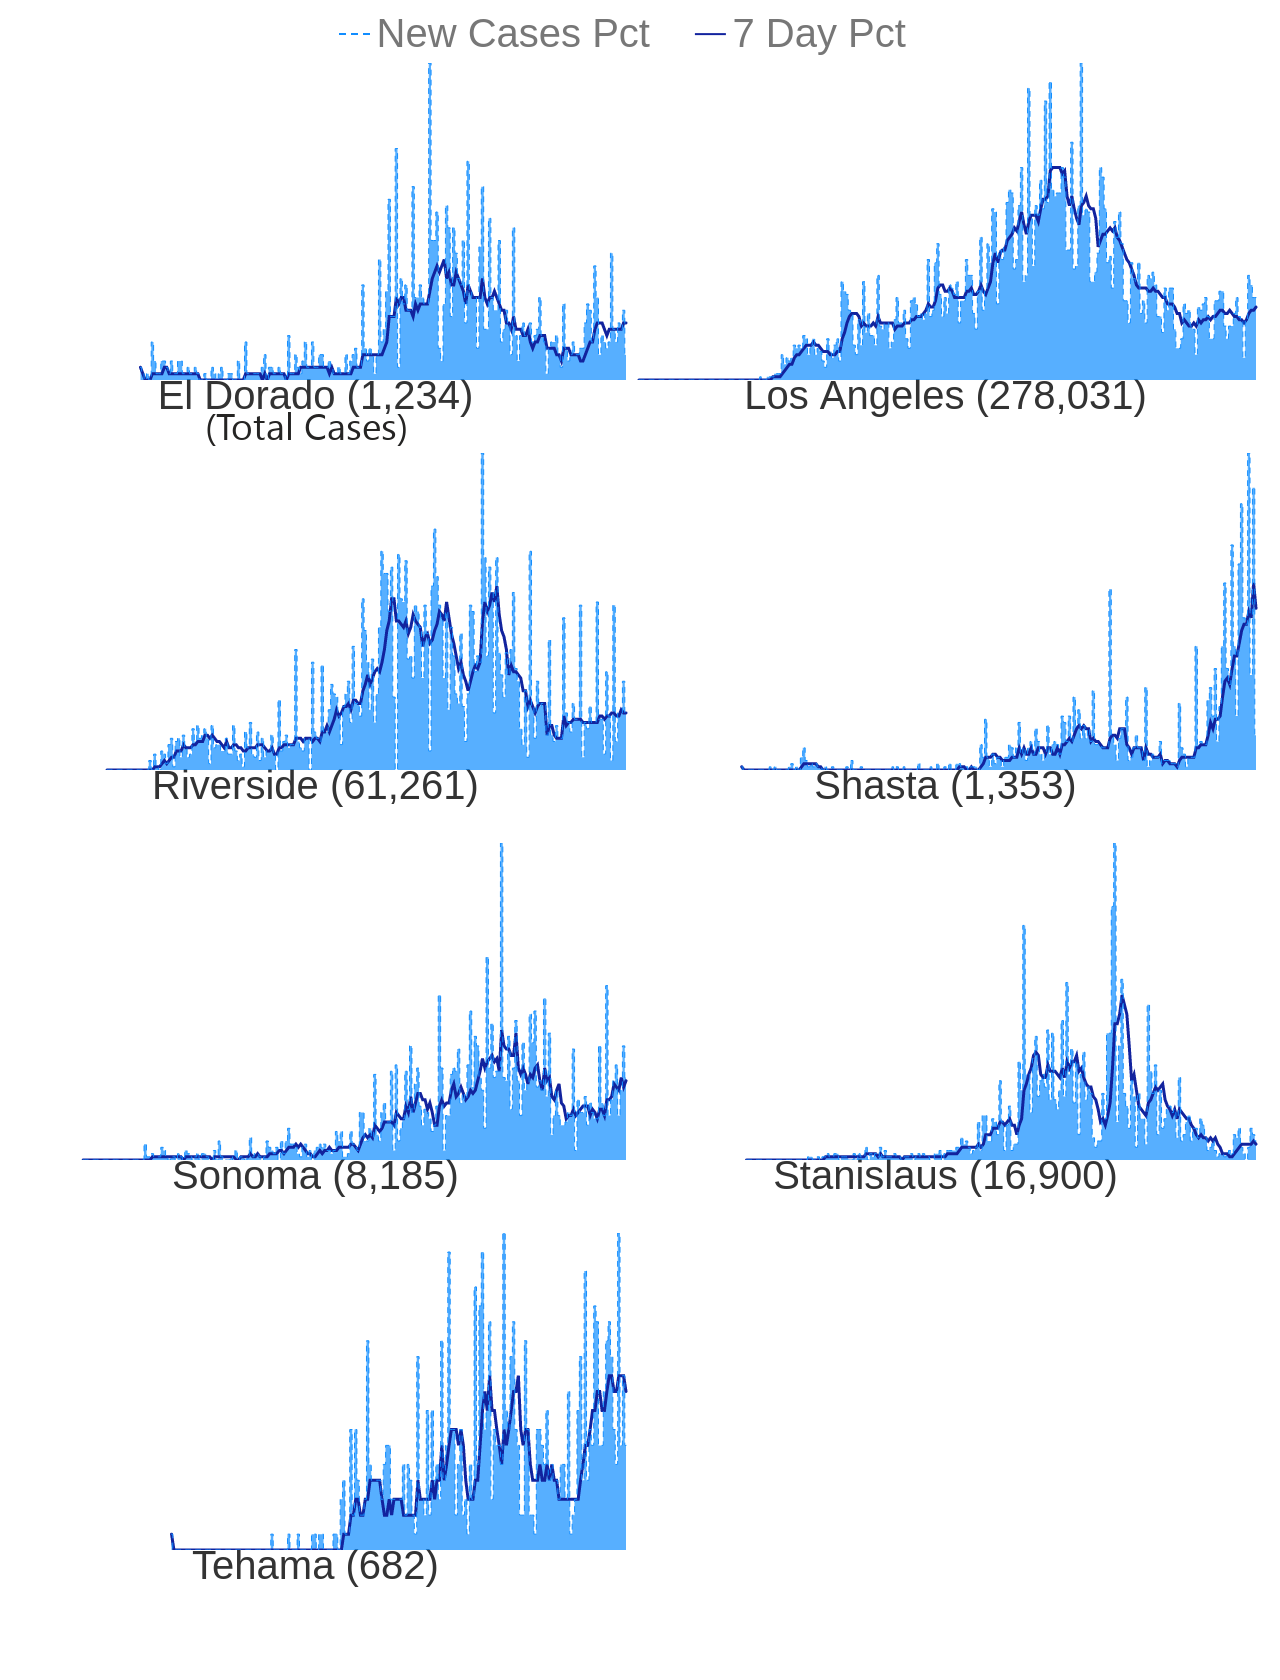 New Cases Pct 7 Day Pct
El Dorado (1,234) Los Angeles (278,031)
(Total Cases)
Riverside (61,261) Shasta (1,353)
Sonoma (8,185) Stanislaus (16,900)
Tehama (682)